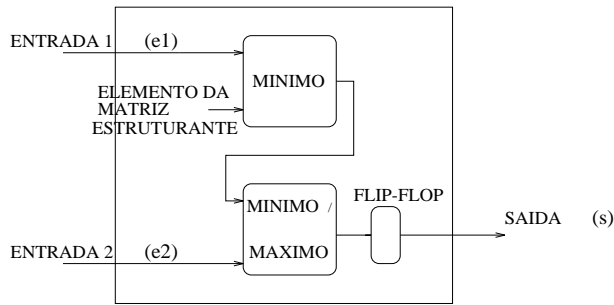 ENTRADA 1 (e1)
MINIMO
ELEMENTO DA
MATRIZ
ESTRUTURANTE
FLIP-FLOP
MINIMO /
SAIDA (s)
MAXIMO
ENTRADA 2 (e2)